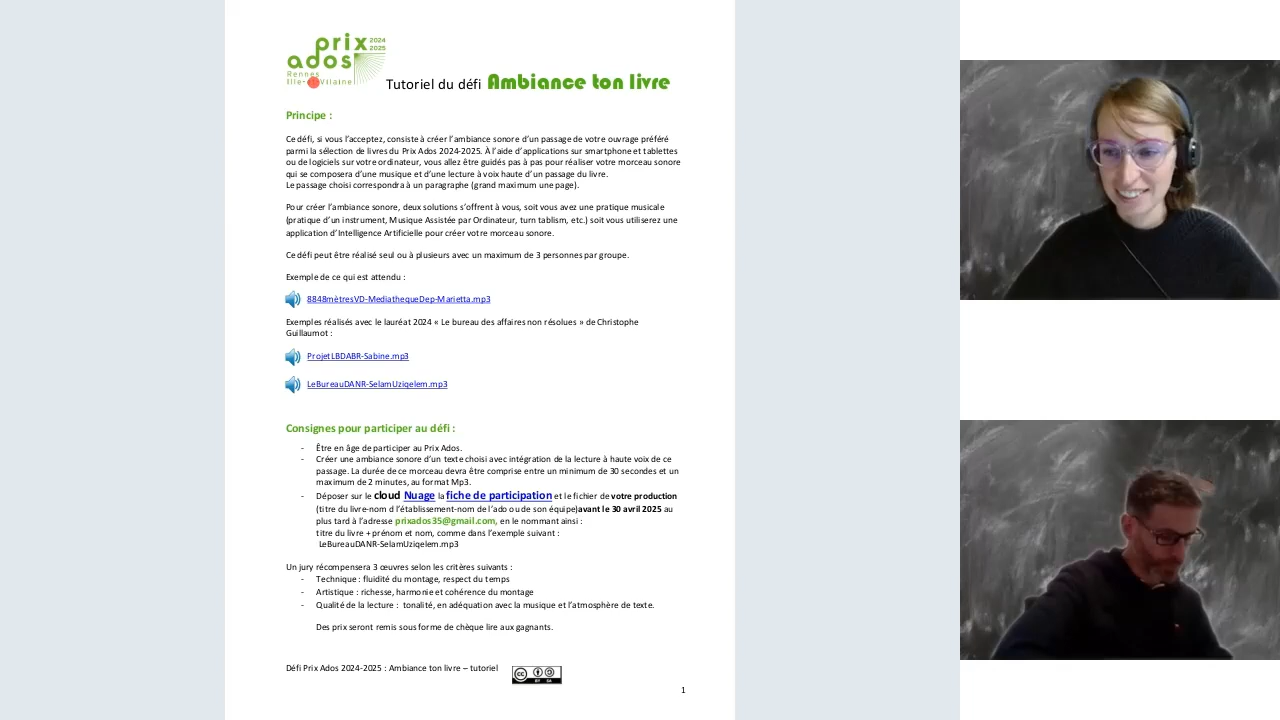 prix 2024
2025
ados
Rennes
Ille-et-Vilaine
Tutoriel du défi Ambiance ton livre
Principe :
Ce défi, si vous l'acceptez, consiste à créer l'ambiance sonore d'un passage de votre ouvrage préféré
parmi la sélection de livres du Prix Ados 2024-2025. À l'aide d'applications sur smartphone et tablettes
ou de logiciels sur votre ordinateur, vous allez être guidés pas à pas pour réaliser votre morceau sonore
qui se composera d'une musique et d'une lecture à voix haute d'un passage du livre.
Le passage choisi correspondra à un paragraphe (grand maximum une page).
Pour créer l'ambiance sonore, deux solutions s'offrent à vous, soit vous avez une pratique musicale
(pratique d'un instrument, Musique Assistée par Ordinateur, turn tablism, etc.) soit vous utiliserez une
application d'Intelligence Artificielle pour créer votre morceau sonore.
Ce défi peut être réalisé seul ou à plusieurs avec un maximum de 3 personnes par groupe.
Exemple de ce qui est attendu :
8848mètresVD-MediathequeDep-Marietta.mp3
Exemples réalisés avec le lauréat 2024 « Le bureau des affaires non résolues » de Christophe
Guillaumot :
ProjetLBDABR-Sabine.mp3
LeBureauDANR-SelamUziqelem.mp3
Consignes pour participer au défi :
- Être en âge de participer au Prix Ados.
- Créer une ambiance sonore d'un texte choisi avec intégration de la lecture à haute voix de ce
passage. La durée de ce morceau devra être comprise entre un minimum de 30 secondes et un
maximum de 2 minutes, au format Mp3.
- Déposer sur le cloud Nuage la fiche de participation et le fichier de votre production
(titre du livre-nom d l'établissement-nom de l'ado ou de son équipe)avant le 30 avril 2025 au
plus tard à l'adresse prixados35@gmail.com, en le nommant ainsi :
titre du livre + prénom et nom, comme dans l'exemple suivant :
LeBureauDANR-SelamUziqelem.mp3
Un jury récompensera 3 œuvres selon les critères suivants :
- Technique : fluidité du montage, respect du temps
- Artistique : richesse, harmonie et cohérence du montage
- Qualité de la lecture : tonalité, en adéquation avec la musique et l'atmosphère de texte.
Des prix seront remis sous forme de chèque lire aux gagnants.
Défi Prix Ados 2024-2025 : Ambiance ton livre – tutoriel
cc BY SA
1